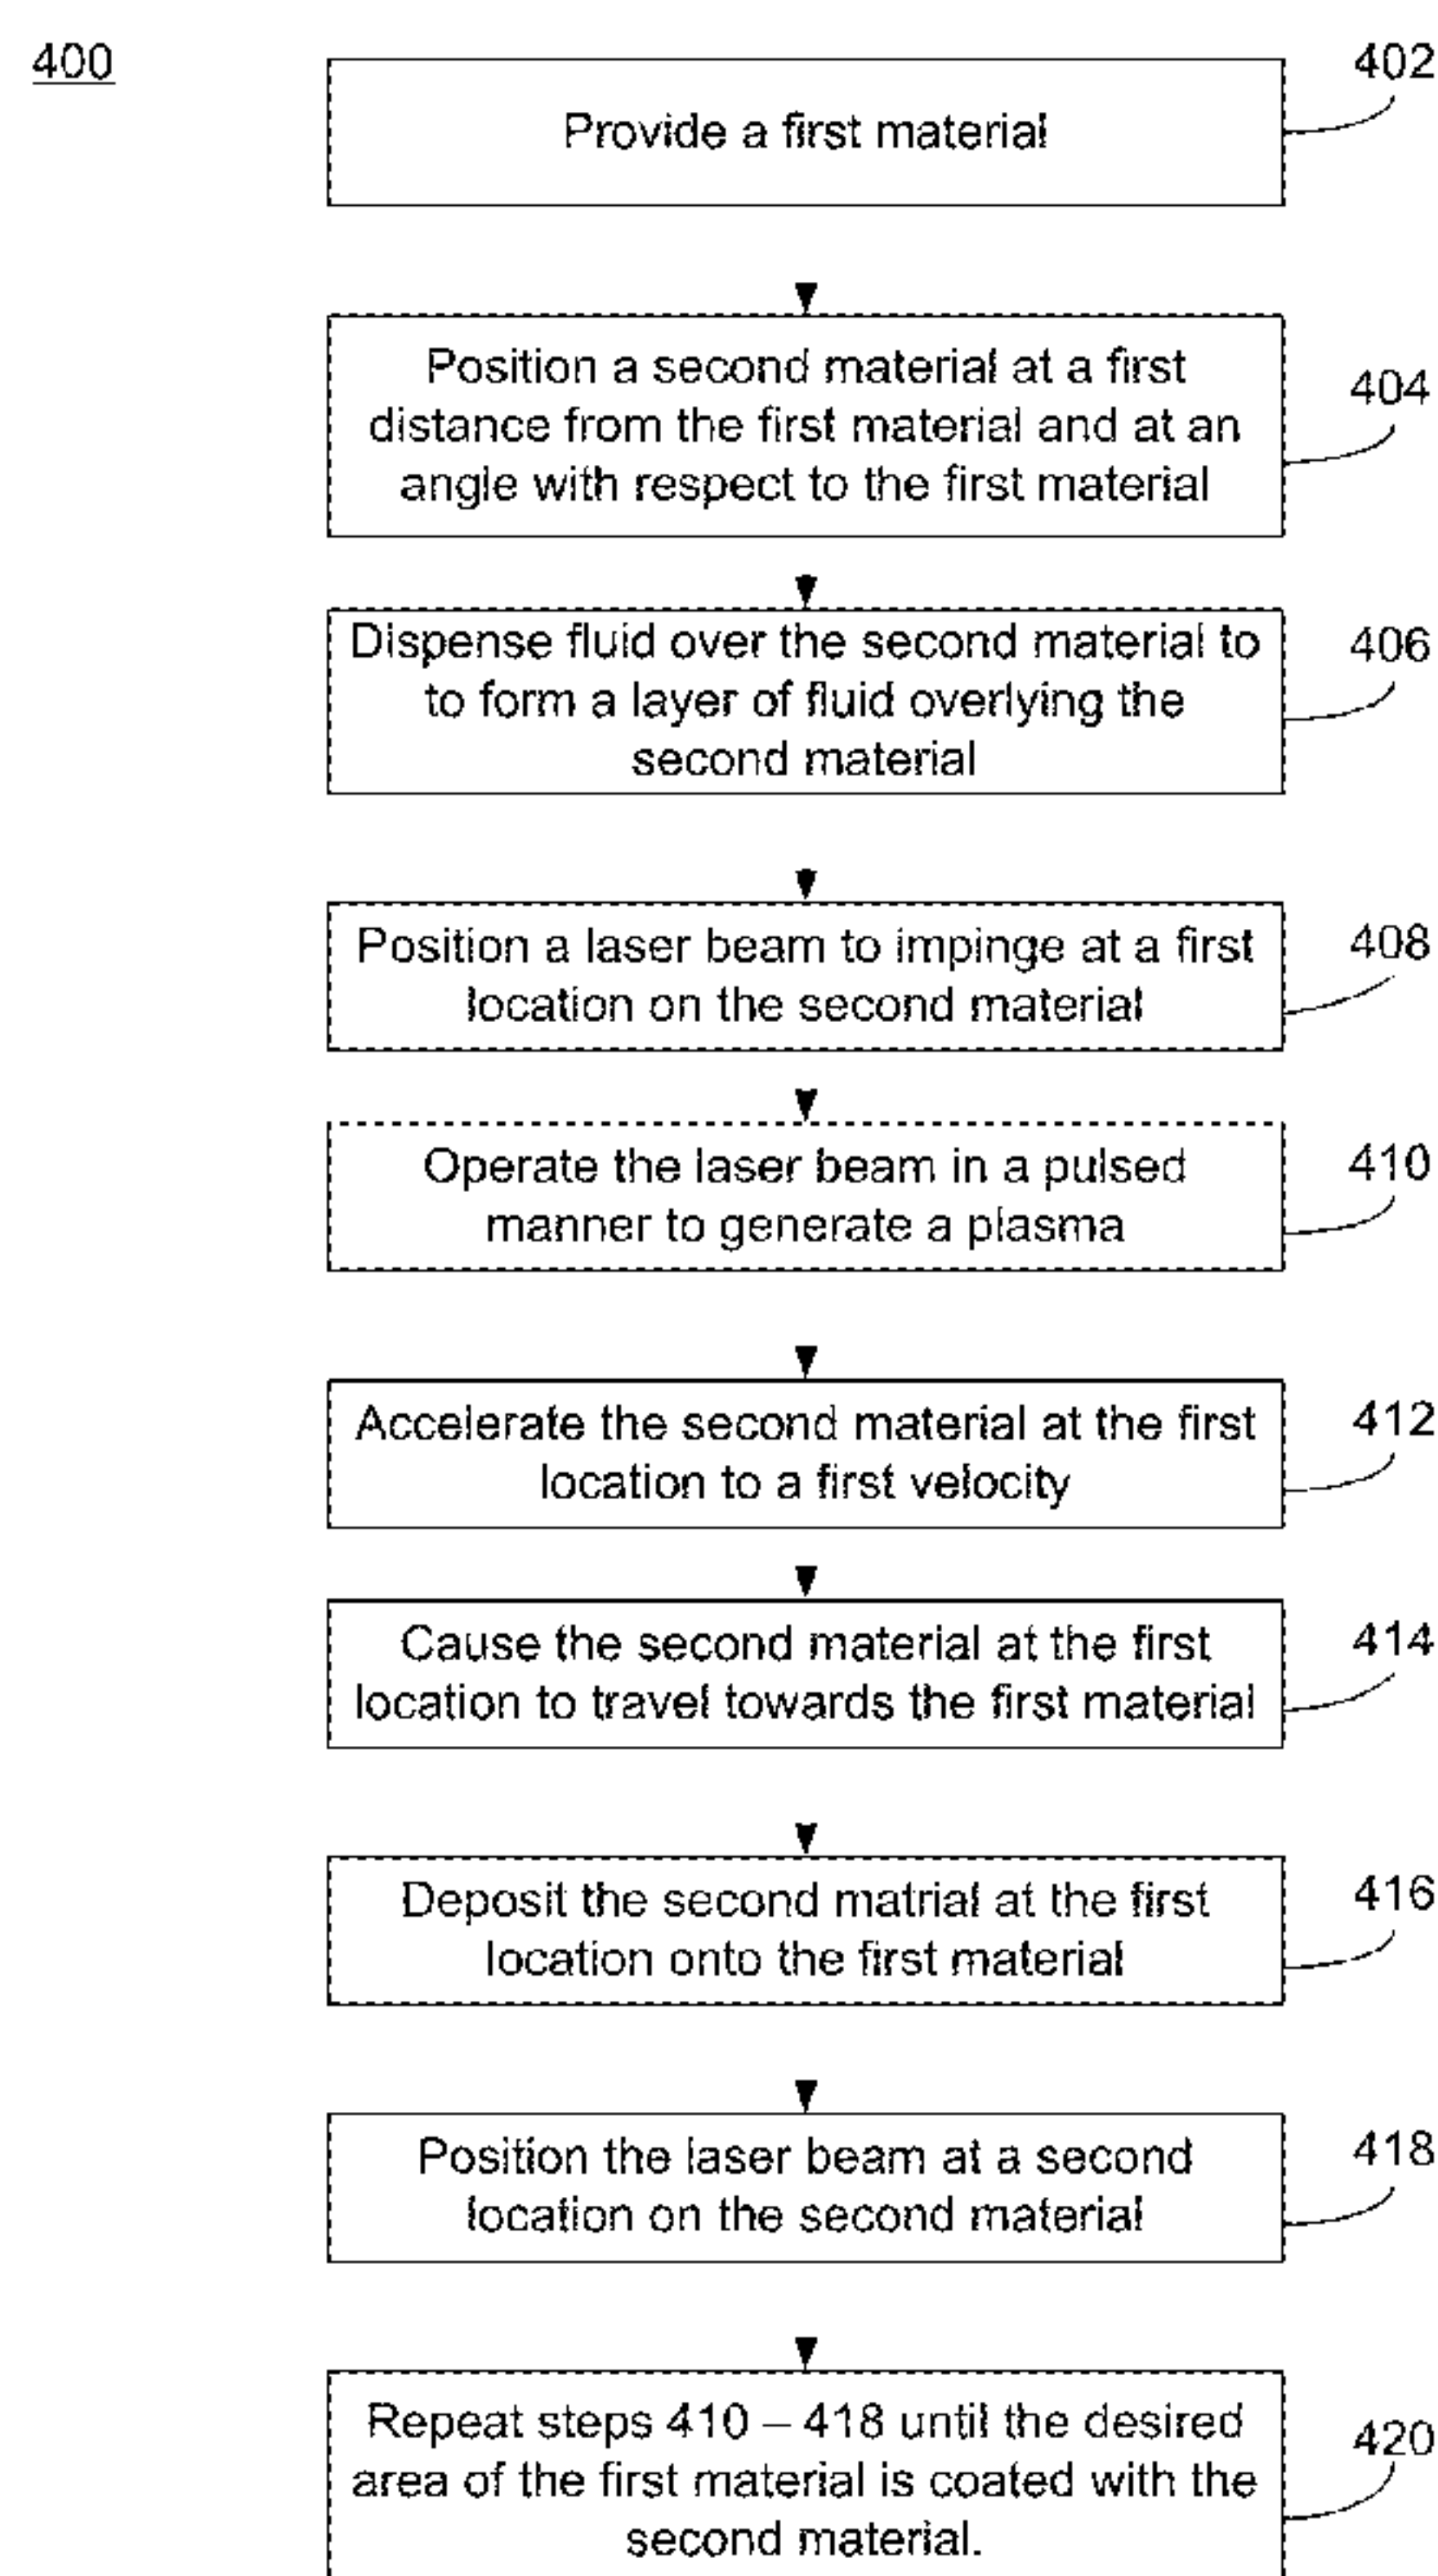 400
402
Provide a first material
Position a second material at a first
distance from the first material and at an
angle with respect to the first material
404
Dispense fluid over the second material to
to form a layer of fluid overlying the
second material
406
Position a laser beam to impinge at a first
location on the second material
408
Operate the laser beam in a pulsed
manner to generate a plasma
410
Accelerate the second material at the first
location to a first velocity
412
Cause the second material at the first
location to travel towards the first material
414
Deposit the second matrial at the first
location onto the first material
416
Position the laser beam at a second
location on the second material
418
Repeat steps 410 – 418 until the desired
area of the first material is coated with the
second material.
420